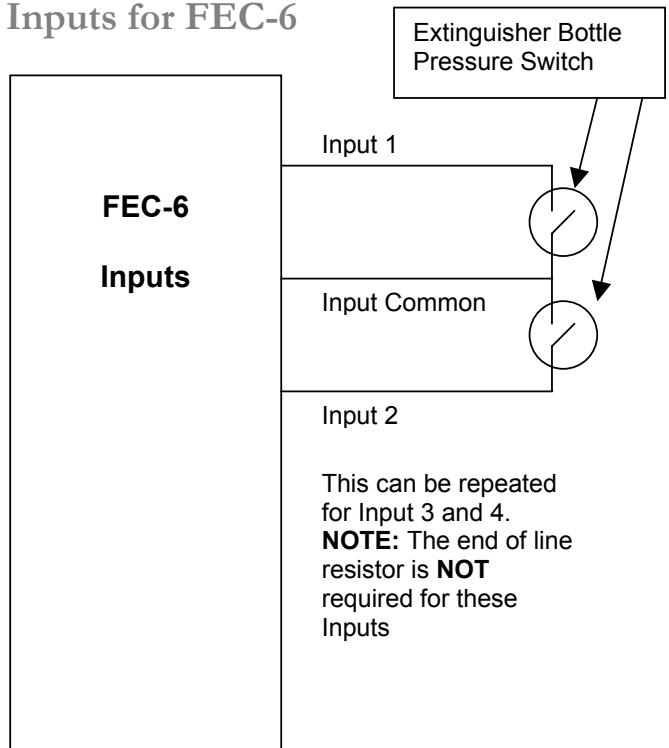 Inputs for FEC-6
Extinguisher Bottle
Pressure Switch
Input 1
FEC-6
Inputs
Input Common
Input 2
This can be repeated
for Input 3 and 4.
NOTE: The end of line
resistor is NOT
required for these
Inputs